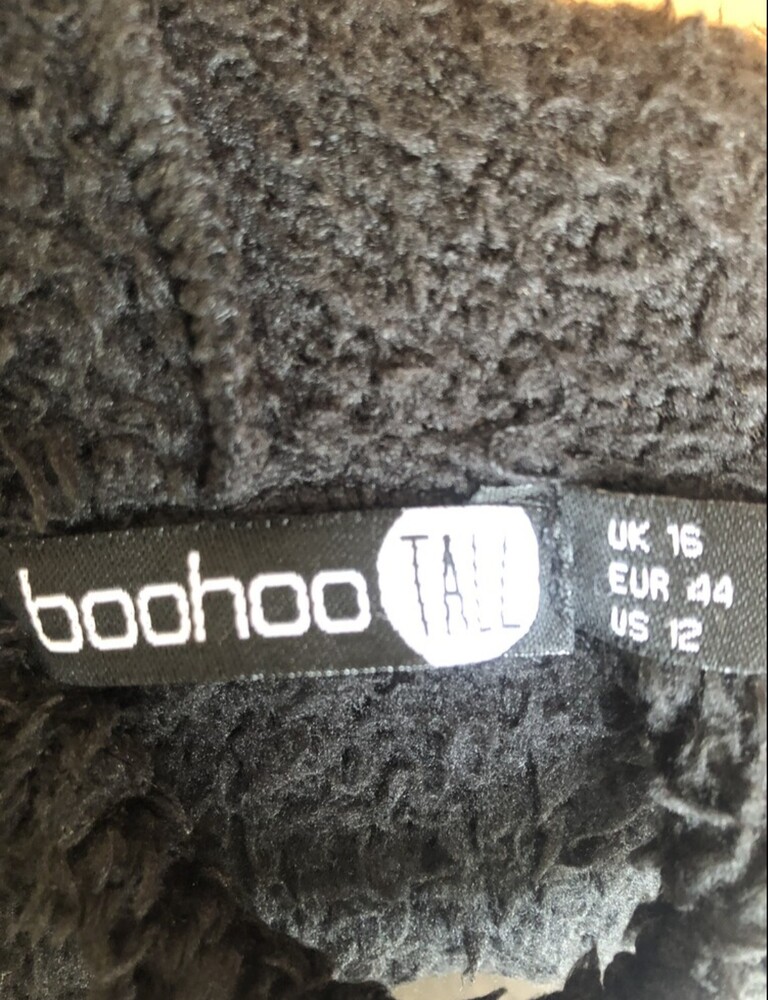 boohoo TALL
UK 16
EUR 44
US 12